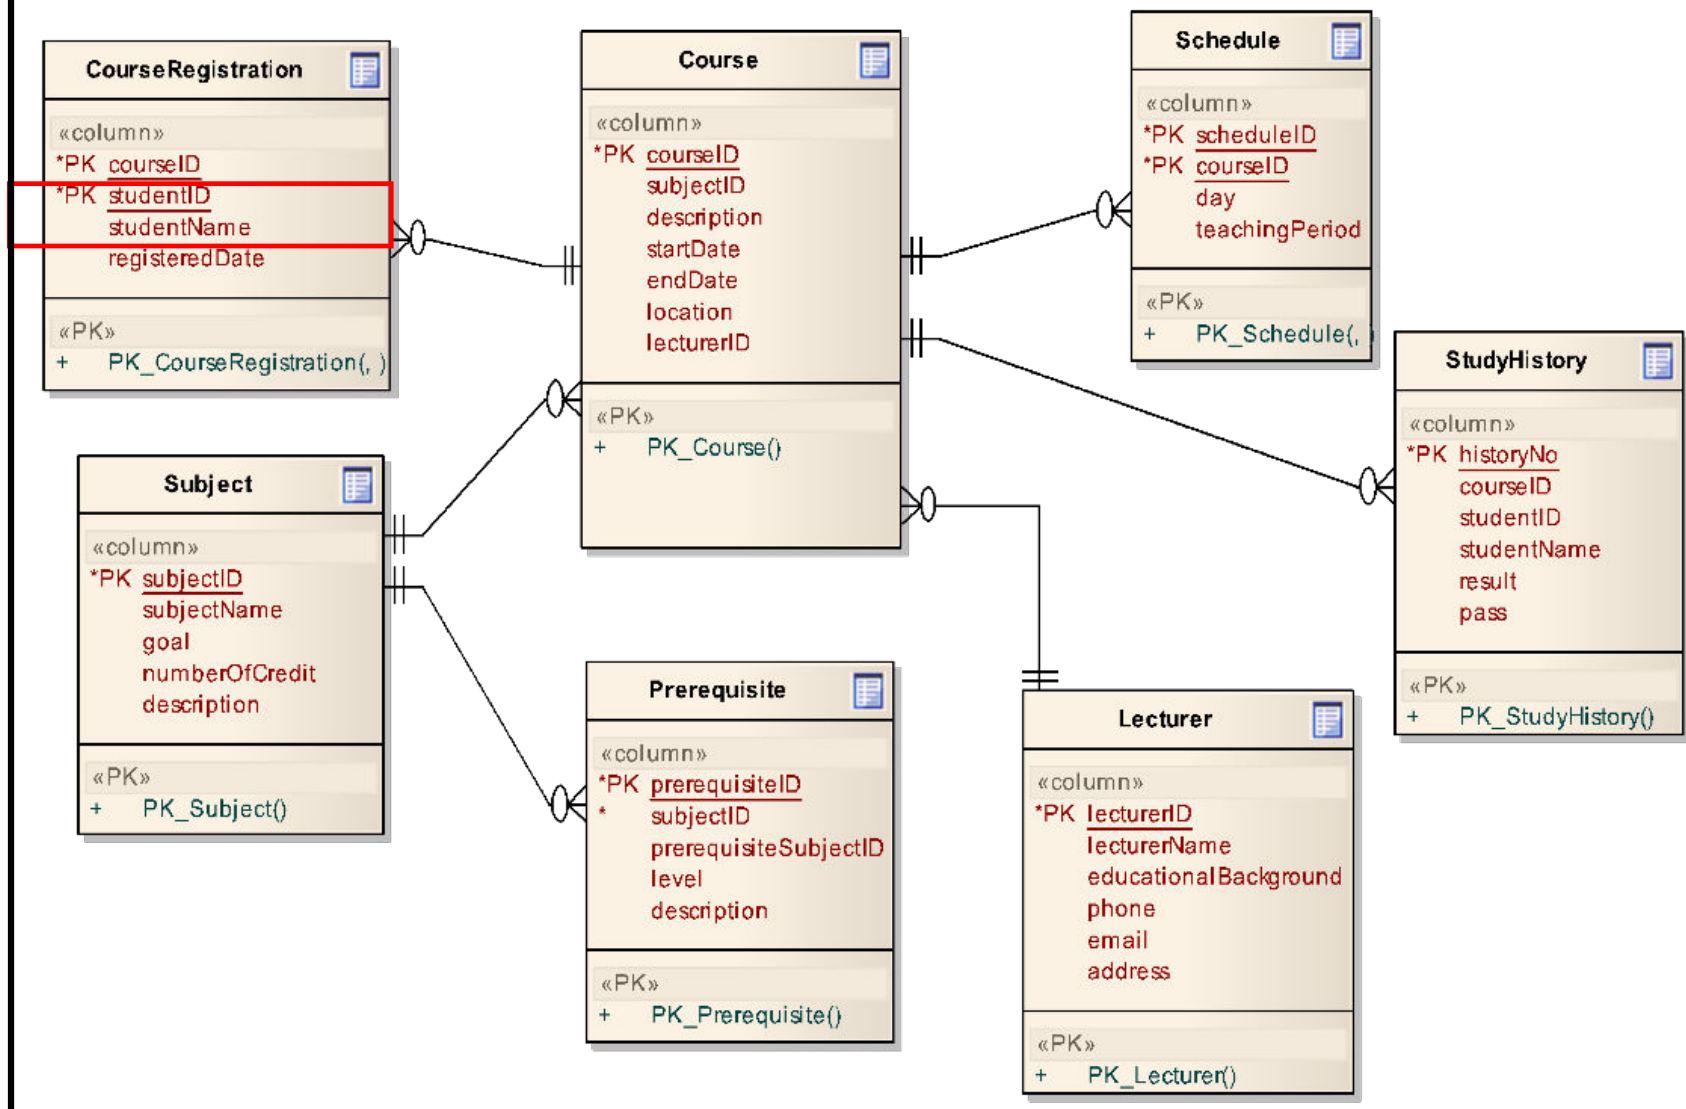 CourseRegistration
«column»
*PK courseID
*PK studentID
studentName
registeredDate
«PK»
+ PK_CourseRegistration(, )
Course
«column»
*PK courseID
subjectID
description
startDate
endDate
location
lecturerID
«PK»
+ PK_Course()
Schedule
«column»
*PK scheduleID
*PK courseID
day
teachingPeriod
«PK»
+ PK_Schedule(, )
StudyHistory
«column»
*PK historyNo
courseID
studentID
studentName
result
pass
«PK»
+ PK_StudyHistory()
Subject
«column»
*PK subjectID
subjectName
goal
numberOfCredit
description
«PK»
+ PK_Subject()
Prerequisite
«column»
*PK prerequisiteID
* subjectID
prerequisiteSubjectID
level
description
«PK»
+ PK_Prerequisite()
Lecturer
«column»
*PK lecturerID
lecturerName
educationalBackground
phone
email
address
«PK»
+ PK_Lecturer()